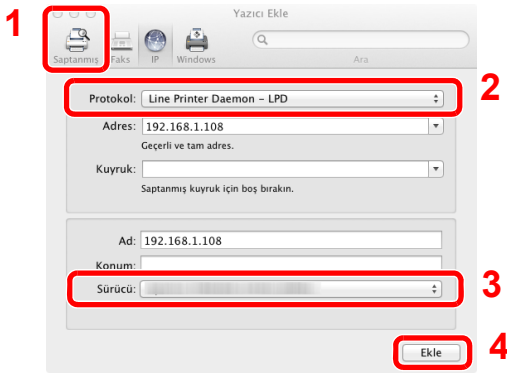 1
Yazıcı Ekle
Saptanmış Faks IP Windows Ara
2
Protokol: Line Printer Daemon – LPD
Adres: 192.168.1.108
Geçerli ve tam adres.
Kuyruk:
Saptanmış kuyruk için boş bırakın.
Ad: 192.168.1.108
Konum:
3
Sürücü:
Ekle
4